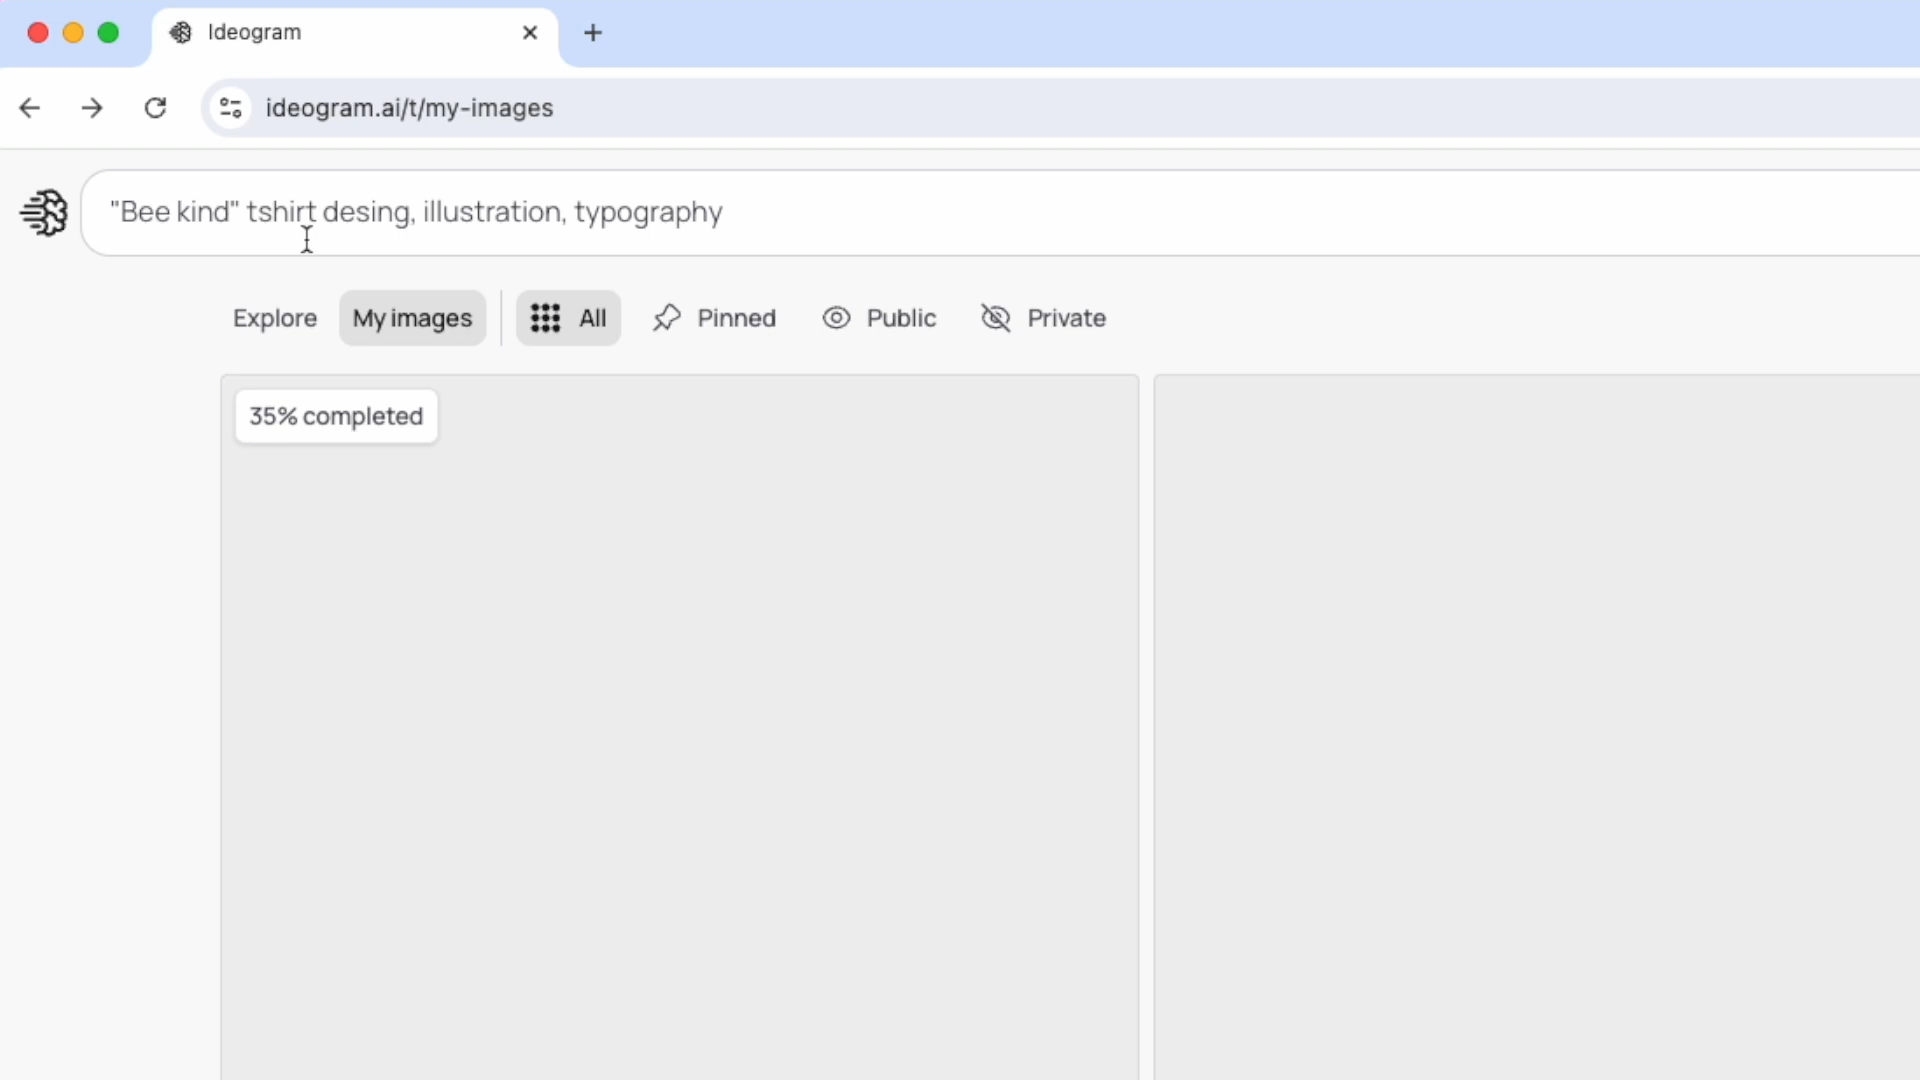 Ideogram
ideogram.ai/t/my-images
"Bee kind" tshirt desing, illustration, typography
Explore My images All Pinned Public Private
35% completed